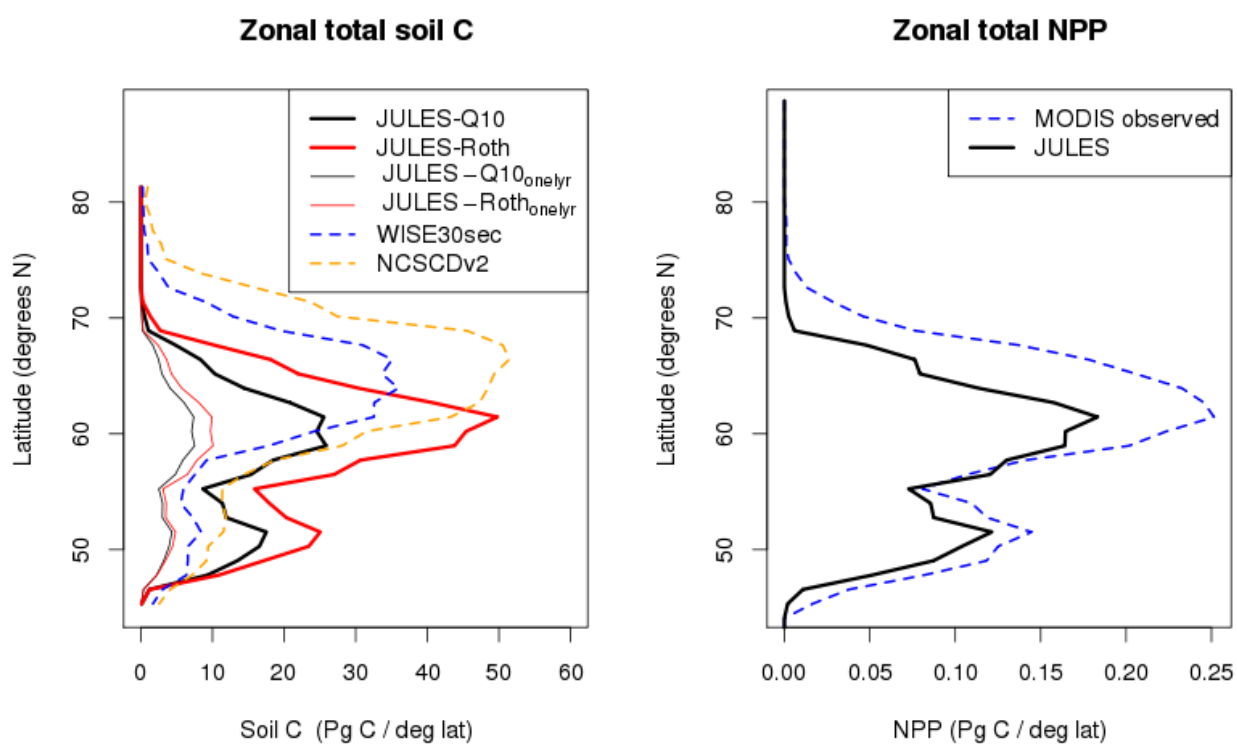 Zonal total soil C
JULES-Q10
JULES-Roth
JULES−Q10onelyr
JULES−Rothonelyr
WISE30sec
NCSCDv2
80
70
60
50
Latitude (degrees N)
0 10 20 30 40 50 60
Soil C (Pg C / deg lat)
Zonal total NPP
MODIS observed
JULES
80
70
60
50
Latitude (degrees N)
0.00 0.05 0.10 0.15 0.20 0.25
NPP (Pg C / deg lat)